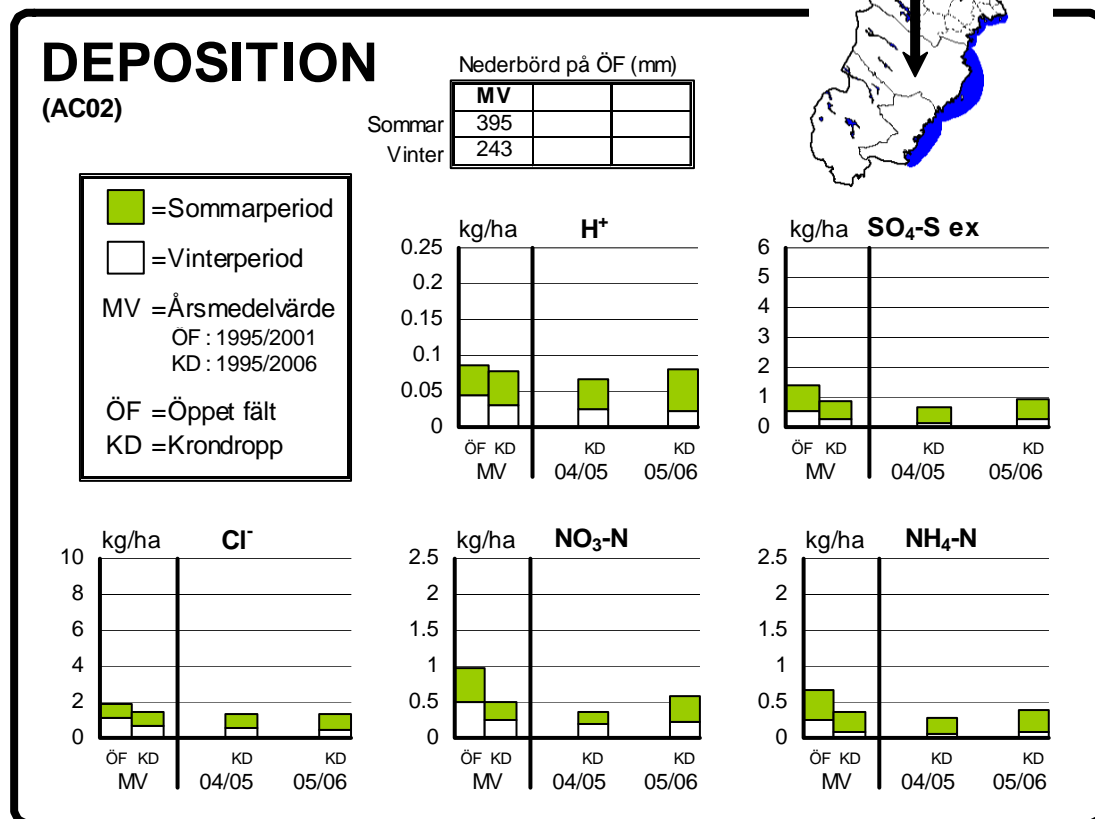 DEPOSITION
(AC02)
Nederbörd på ÖF (mm)
MV
Sommar 395
Vinter 243
=Sommarperiod
=Vinterperiod
MV =Årsmedelvärde
ÖF : 1995/2001
KD : 1995/2006
ÖF =Öppet fält
KD =Krondropp
kg/ha H⁺
0.25
0.2
0.15
0.1
0.05
0
ÖF KD KD KD
MV 04/05 05/06
kg/ha SO₄-S ex
6
5
4
3
2
1
0
ÖF KD KD KD
MV 04/05 05/06
kg/ha Cl⁻
10
8
6
4
2
0
ÖF KD KD KD
MV 04/05 05/06
kg/ha NO₃-N
2.5
2
1.5
1
0.5
0
ÖF KD KD KD
MV 04/05 05/06
kg/ha NH₄-N
2.5
2
1.5
1
0.5
0
ÖF KD KD KD
MV 04/05 05/06